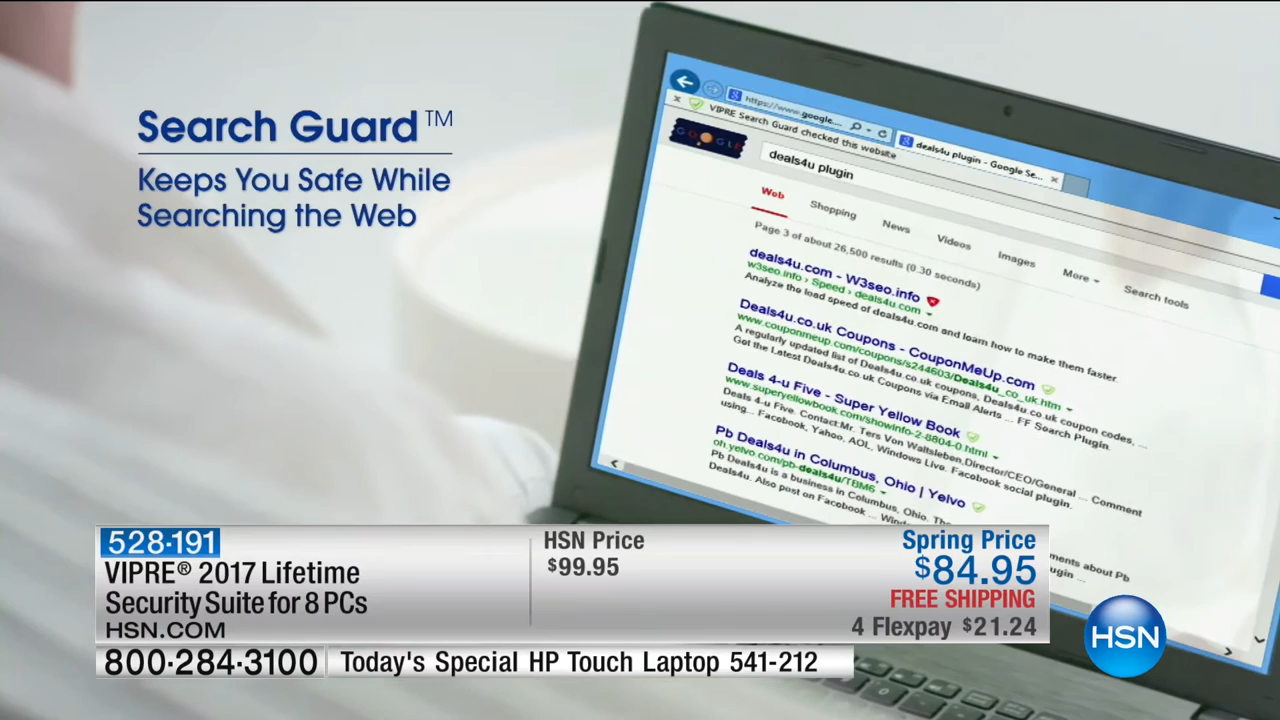 Search Guard™
Keeps You Safe While
Searching the Web
https://www.google....
deals4u plugin - Google Se...
VIPRE Search Guard checked this website
GOOGLE
deals4u plugin
Web Shopping News Videos Images More Search tools
Page 3 of about 26,500 results (0.30 seconds)
deals4u.com - W3seo.info
w3seo.info › Speed › deals4u.com
Analyze the load speed of deals4u.com and learn how to make them faster
Deals4u.co.uk Coupons - CouponMeUp.com
www.couponmeup.com/coupons/s244603/Deals4u_co_uk.htm
A regularly updated list of Deals4u.co.uk coupons, Deals4u.co.uk coupon codes, ...
Get the Latest Deals4u.co.uk Coupons via Email Alerts ... FF Search Plugin.
Deals 4-u Five - Super Yellow Book
www.superyellowbook.com/showinfo-2-8804-0.html
Deals 4-u Five. Contact:Mr. Ters Von Waltsleben,Director/CEO/General ... Comment
using... Facebook, Yahoo, AOL, Windows Live. Facebook social plugin.
Pb Deals4u in Columbus, Ohio | Yelvo
oh.yelvo.com/pb-deals4u/TBM6
Pb Deals4u is a business in Columbus, Ohio. The
Deals4u. Also post on Facebook ...
ments about Pb
ugin ...
528-191
VIPRE® 2017 Lifetime
Security Suite for 8 PCs
HSN.COM
HSN Price
$99.95
Spring Price
$84.95
FREE SHIPPING
4 Flexpay $21.24
HSN
800-284-3100 Today's Special HP Touch Laptop 541-212